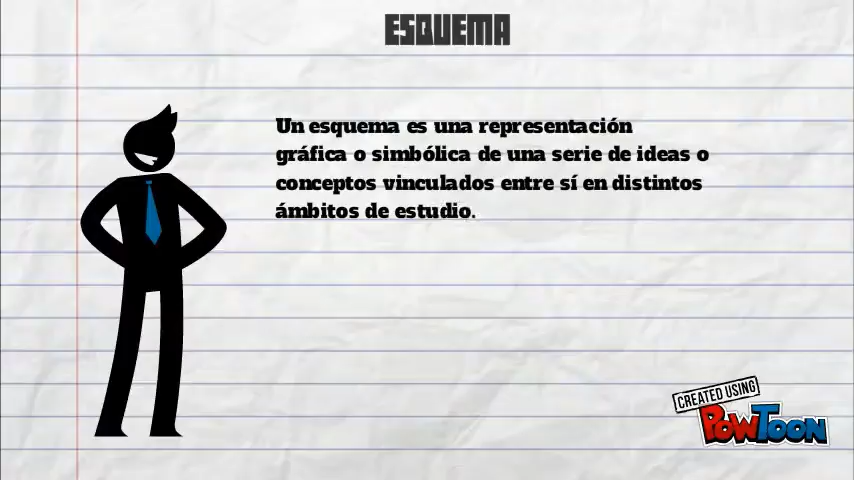 ESQUEMA
Un esquema es una representación
gráfica o simbólica de una serie de ideas o
conceptos vinculados entre sí en distintos
ámbitos de estudio.
CREATED USING
POWTOON